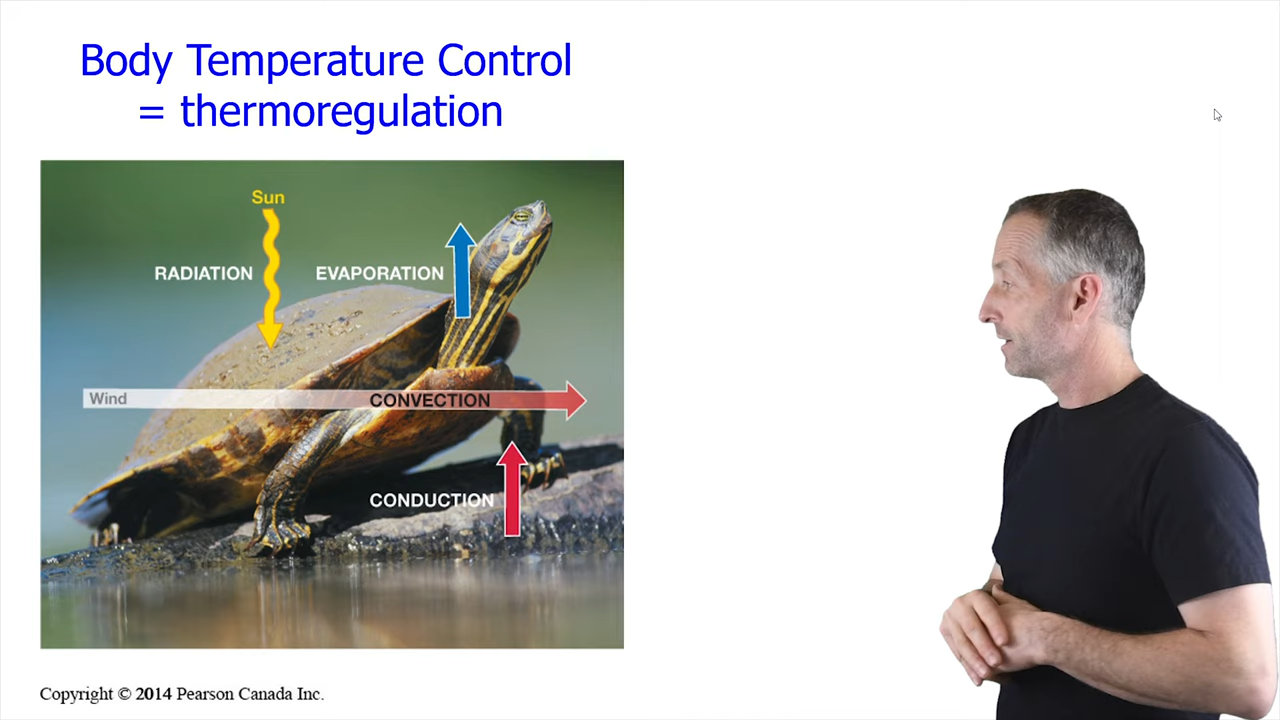 Body Temperature Control
= thermoregulation
Sun
RADIATION
EVAPORATION
Wind
CONVECTION
CONDUCTION
Copyright © 2014 Pearson Canada Inc.